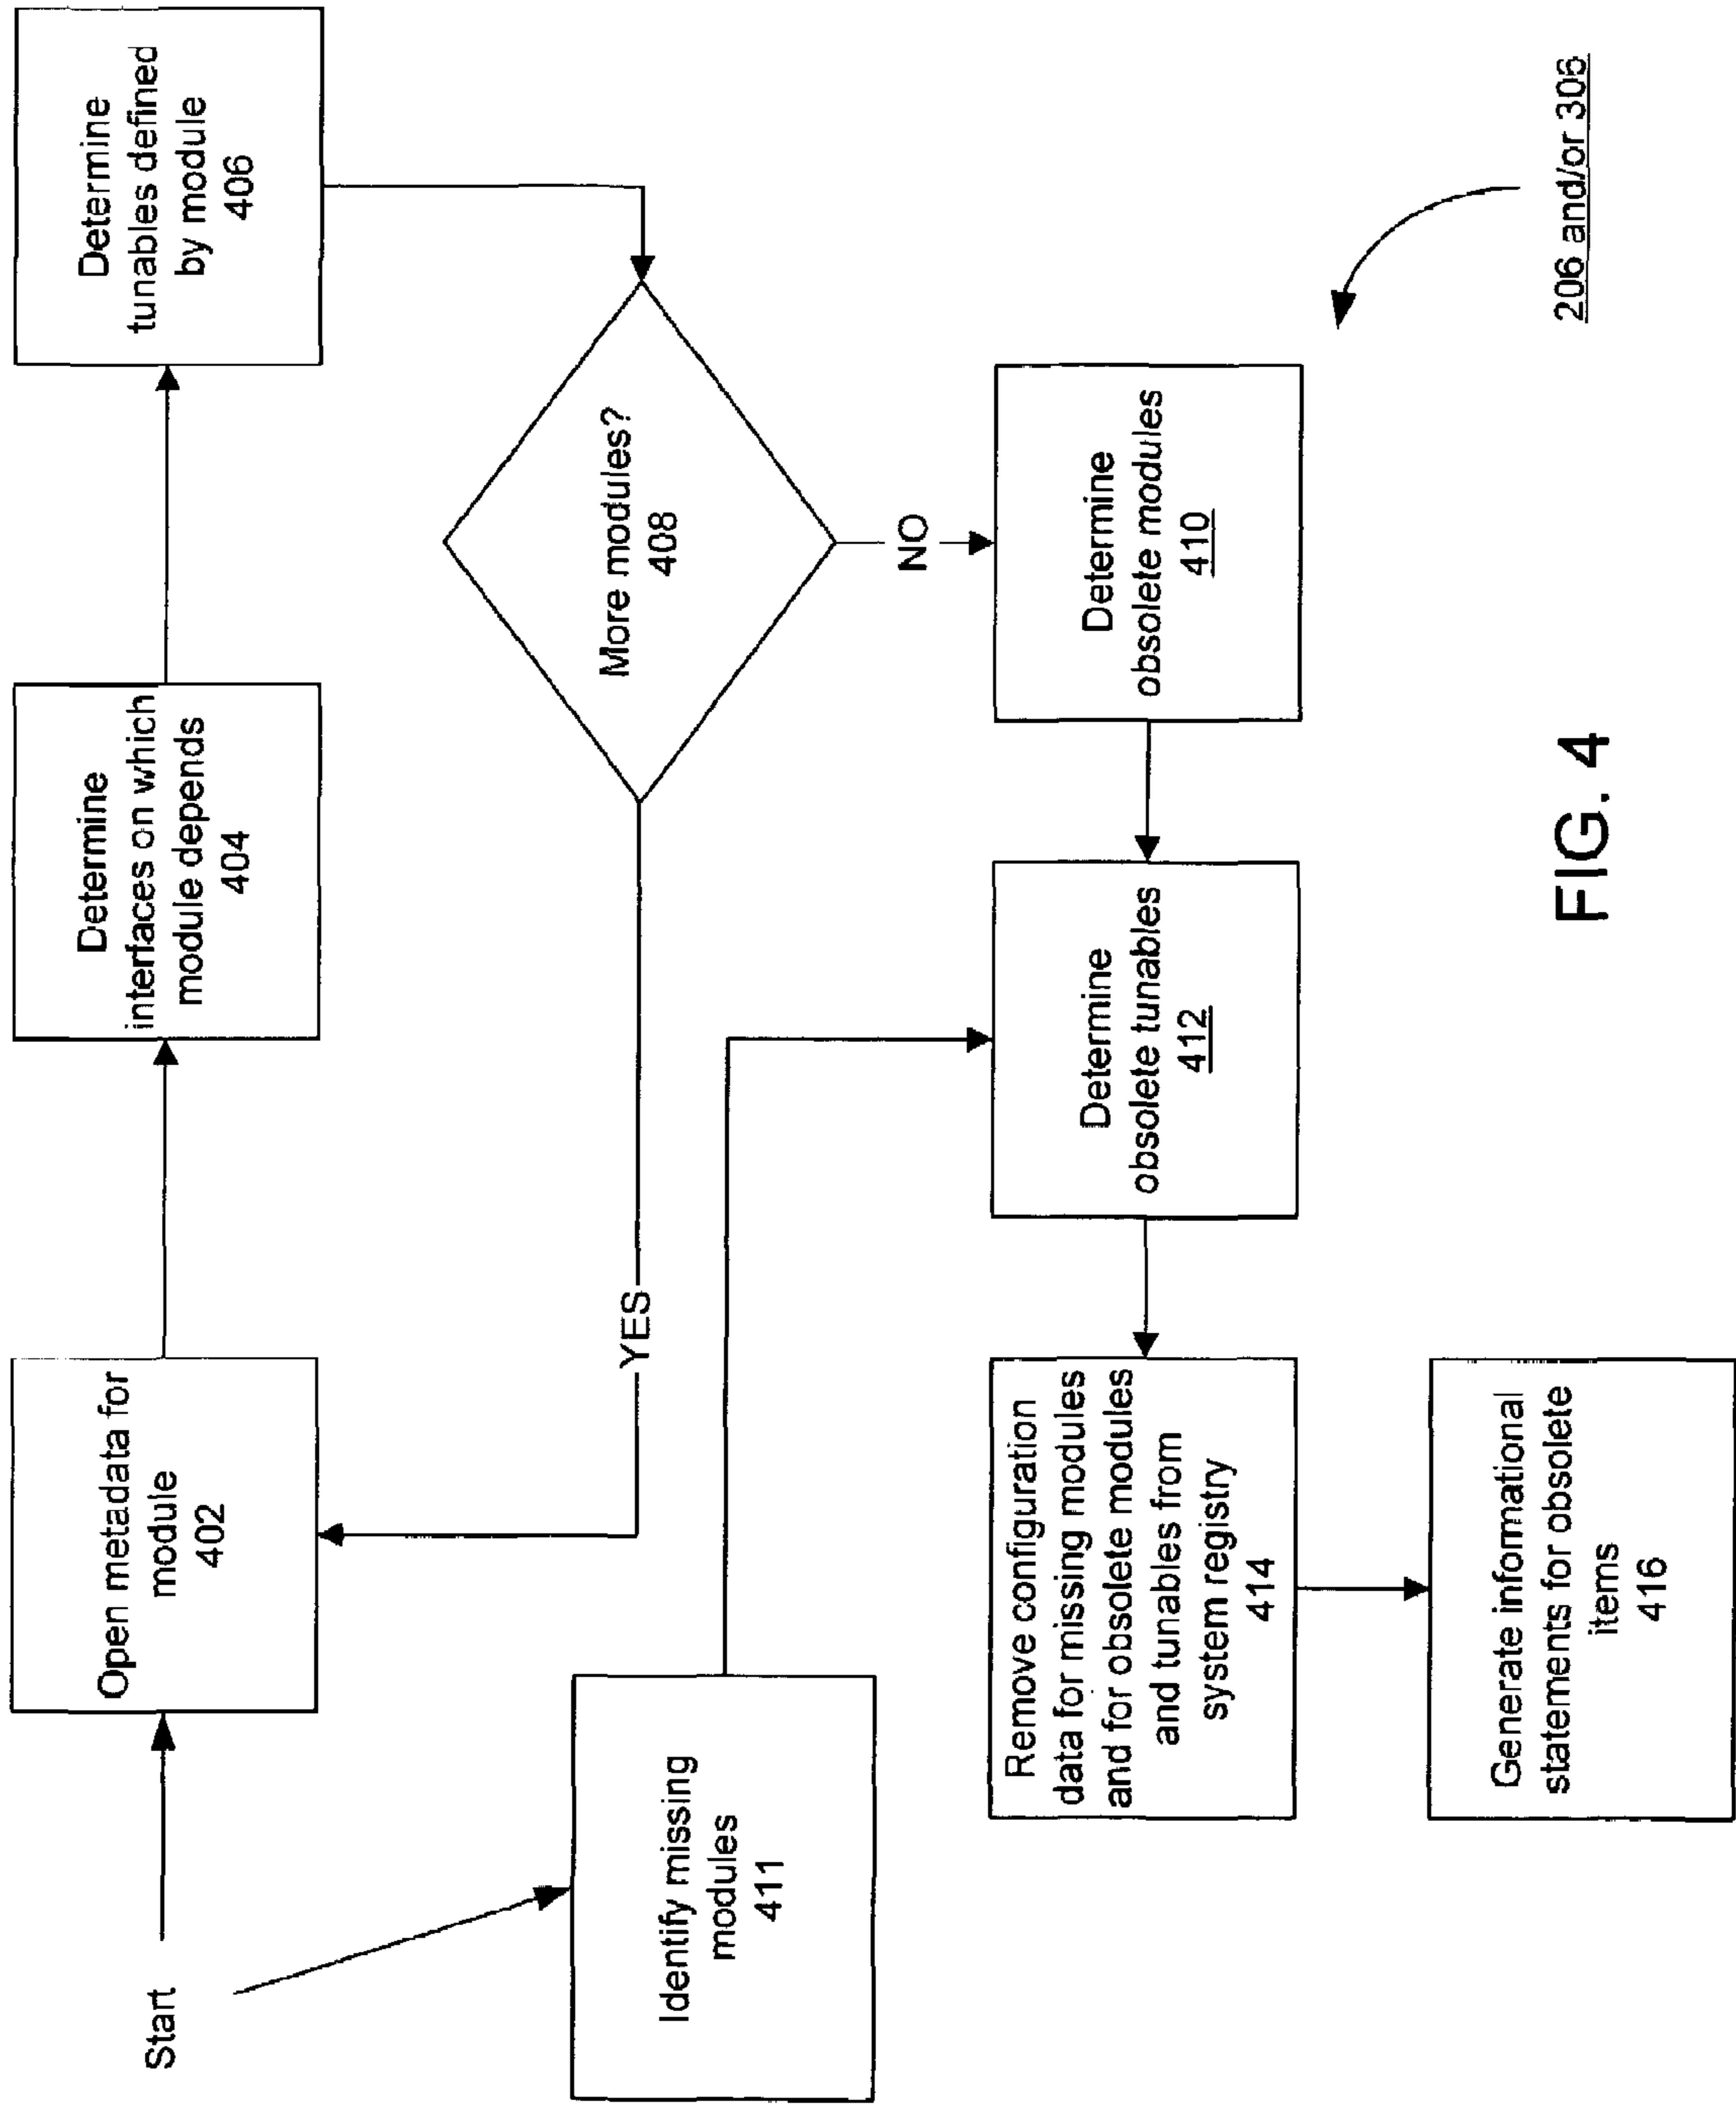 Start
Open metadata for
module
402
Determine
interfaces on which
module depends
404
Determine
tunables defined
by module
406
More modules?
408
YES
NO
Identify missing
modules
411
Determine
obsolete modules
410
Determine
obsolete tunables
412
Remove configuration
data for missing modules
and for obsolete modules
and tunables from
system registry
414
Generate informational
statements for obsolete
items
416
206 and/or 306
FIG. 4